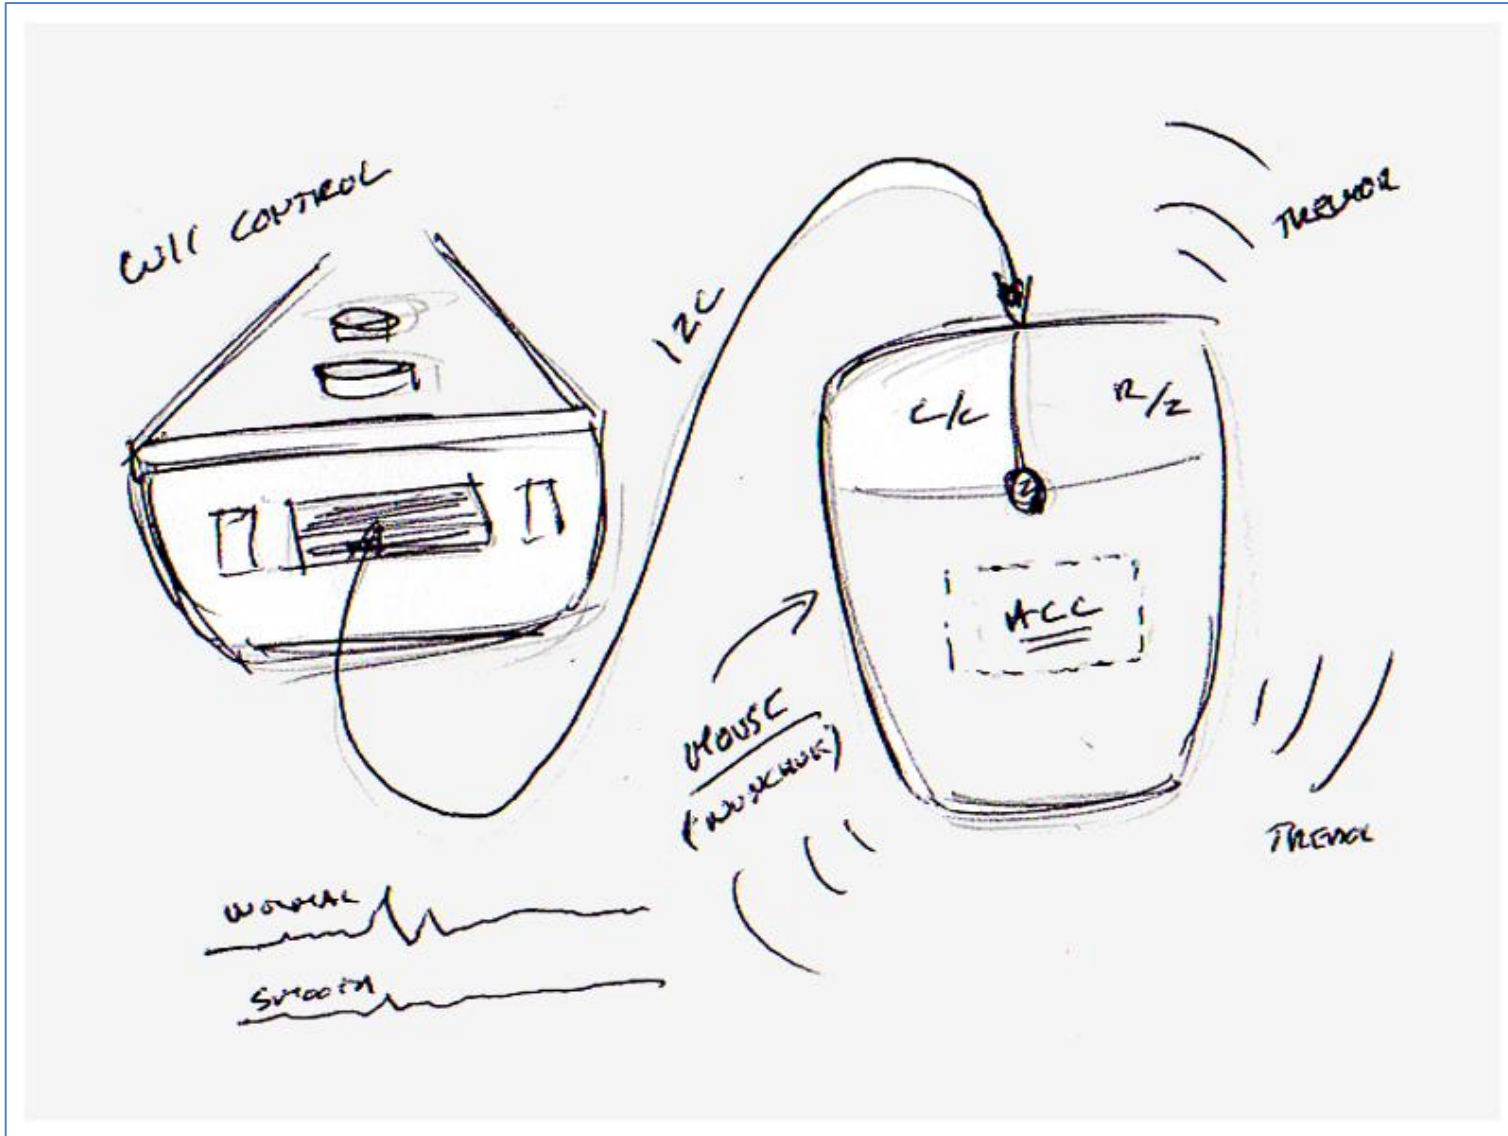 WII CONTROL
I2C
TREMOR
L/C
R/Z
ACC
MOUSE
(NUNCHUK)
TREMOR
NORMAL
SMOOTH